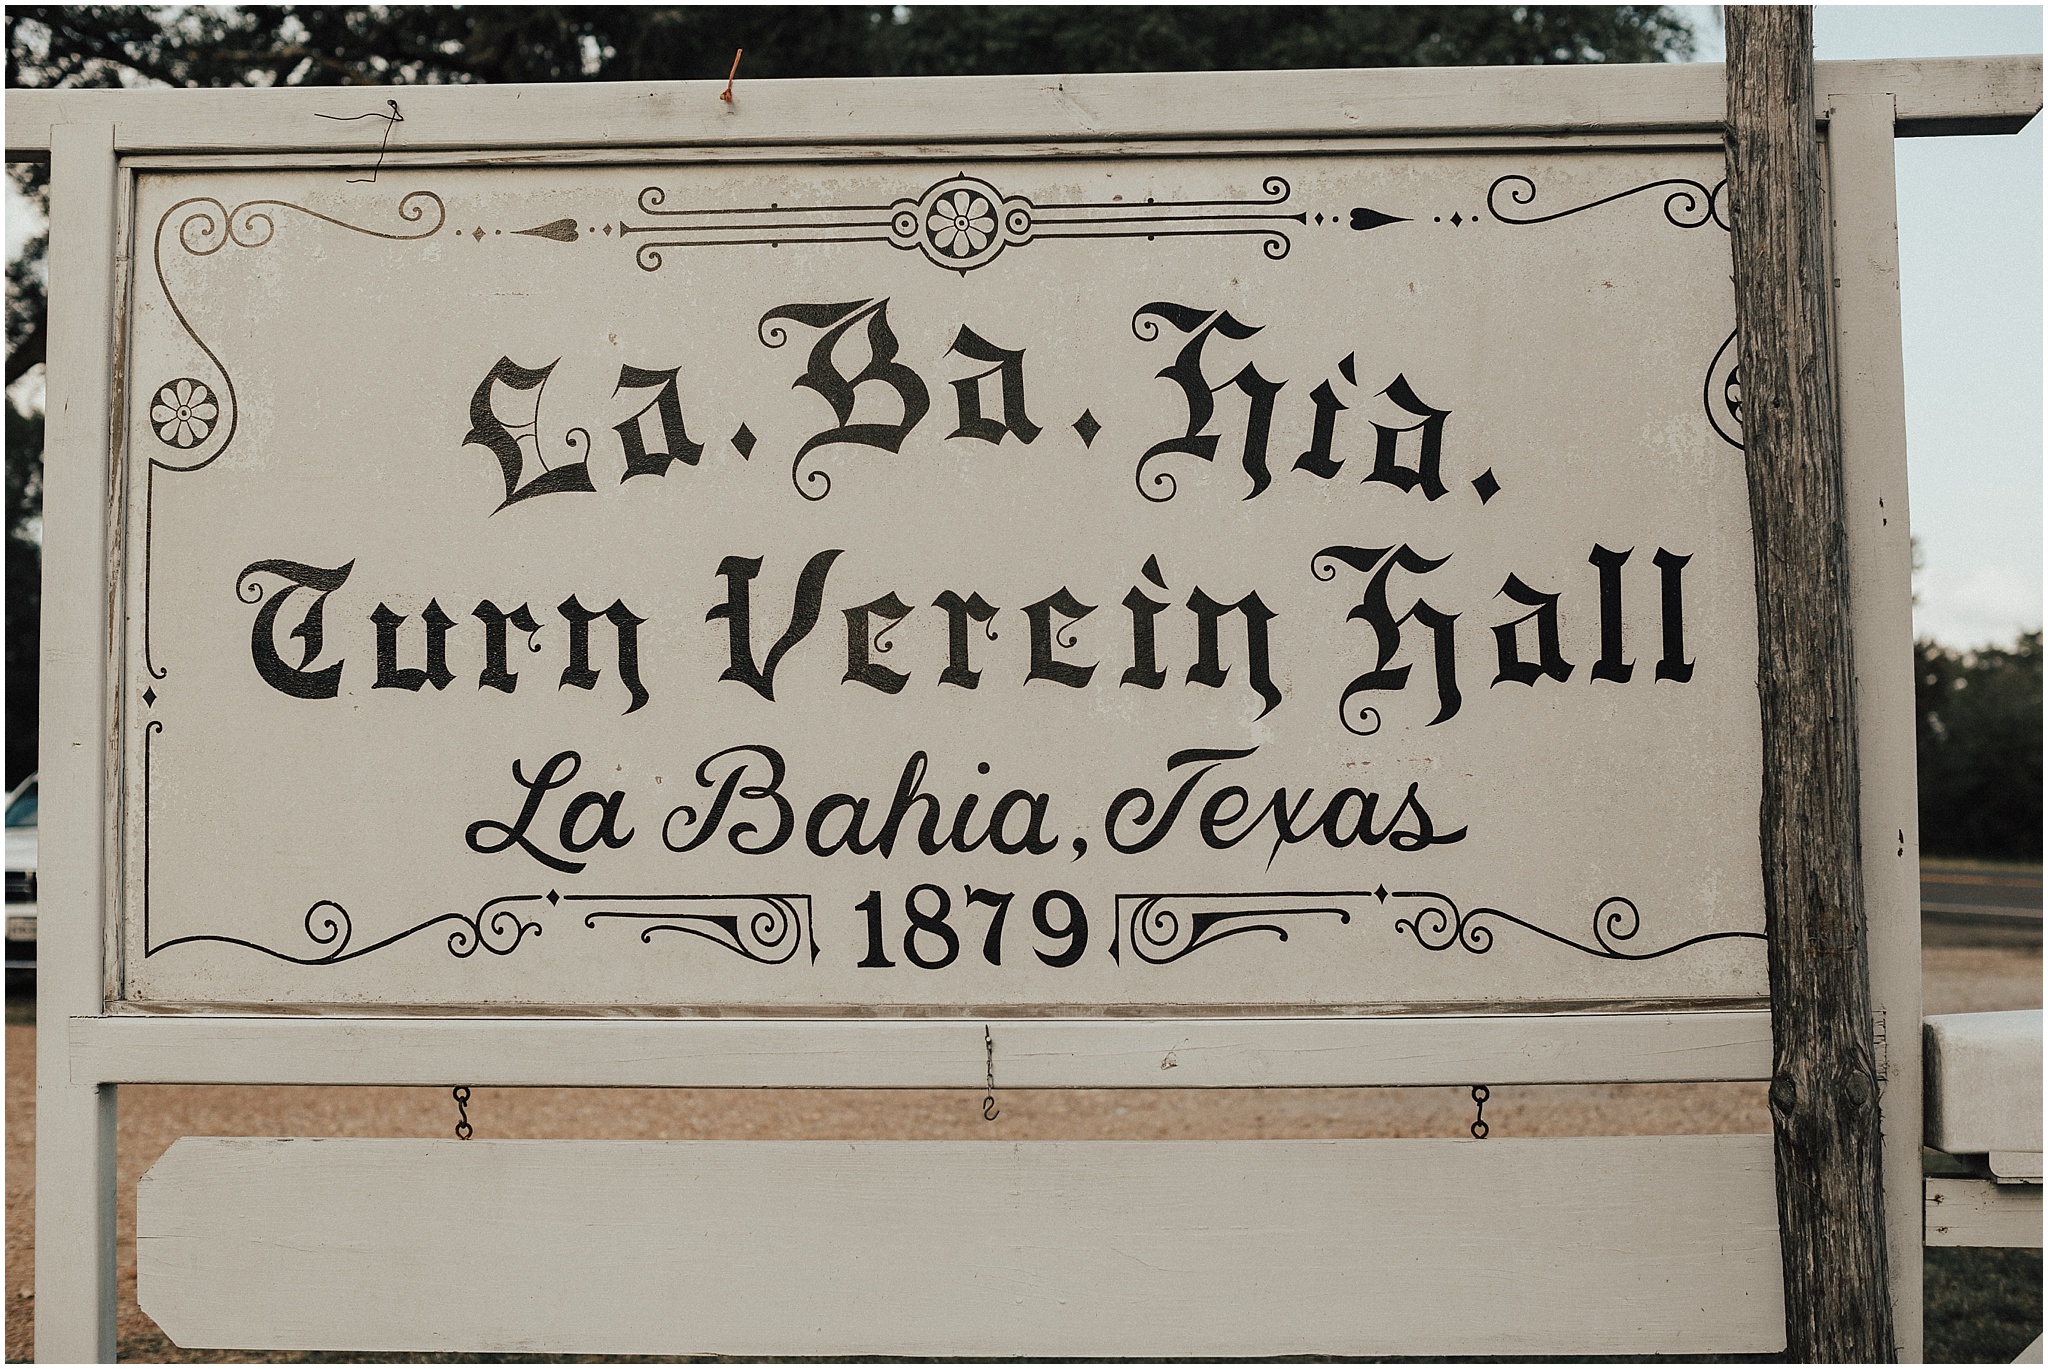 La. Ba. Hia.
Turn Verein Hall
La Bahia, Texas
1879